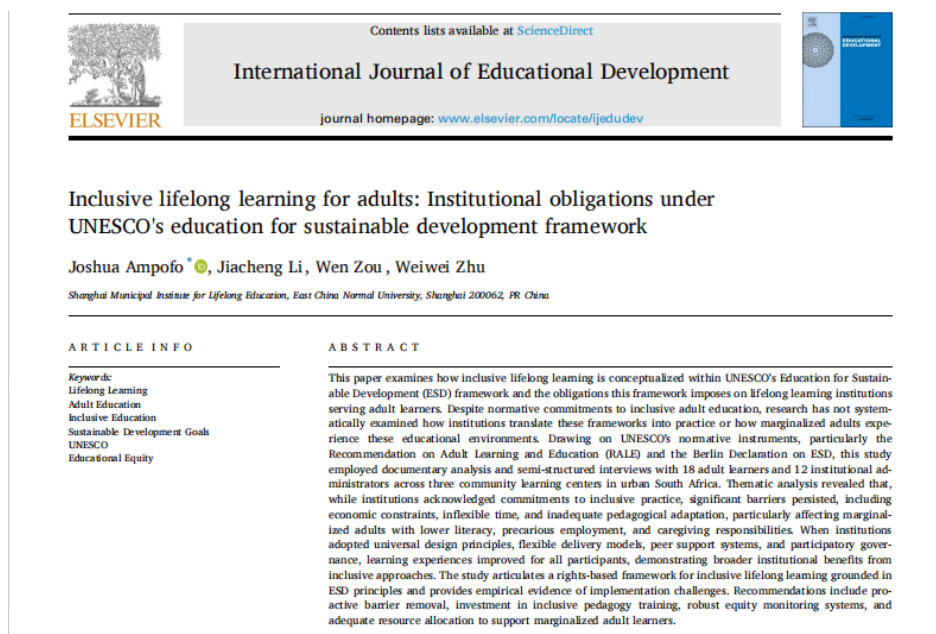 Contents lists available at ScienceDirect
International Journal of Educational Development
journal homepage: www.elsevier.com/locate/ijedudev
ELSEVIER
EDUCATIONAL
DEVELOPMENT
Inclusive lifelong learning for adults: Institutional obligations under
UNESCO's education for sustainable development framework
Joshua Ampofo *, Jiacheng Li, Wen Zou, Weiwei Zhu
Shanghai Municipal Institute for Lifelong Education, East China Normal University, Shanghai 200062, PR China
ARTICLE INFO
Keywords:
Lifelong Learning
Adult Education
Inclusive Education
Sustainable Development Goals
UNESCO
Educational Equity
ABSTRACT
This paper examines how inclusive lifelong learning is conceptualized within UNESCO's Education for Sustain-
able Development (ESD) framework and the obligations this framework imposes on lifelong learning institutions
serving adult learners. Despite normative commitments to inclusive adult education, research has not system-
atically examined how institutions translate these frameworks into practice or how marginalized adults expe-
rience these educational environments. Drawing on UNESCO's normative instruments, particularly the
Recommendation on Adult Learning and Education (RALE) and the Berlin Declaration on ESD, this study
employed documentary analysis and semi-structured interviews with 18 adult learners and 12 institutional ad-
ministrators across three community learning centers in urban South Africa. Thematic analysis revealed that,
while institutions acknowledged commitments to inclusive practice, significant barriers persisted, including
economic constraints, inflexible time, and inadequate pedagogical adaptation, particularly affecting marginal-
ized adults with lower literacy, precarious employment, and caregiving responsibilities. When institutions
adopted universal design principles, flexible delivery models, peer support systems, and participatory gover-
nance, learning experiences improved for all participants, demonstrating broader institutional benefits from
inclusive approaches. The study articulates a rights-based framework for inclusive lifelong learning grounded in
ESD principles and provides empirical evidence of implementation challenges. Recommendations include pro-
active barrier removal, investment in inclusive pedagogy training, robust equity monitoring systems, and
adequate resource allocation to support marginalized adult learners.